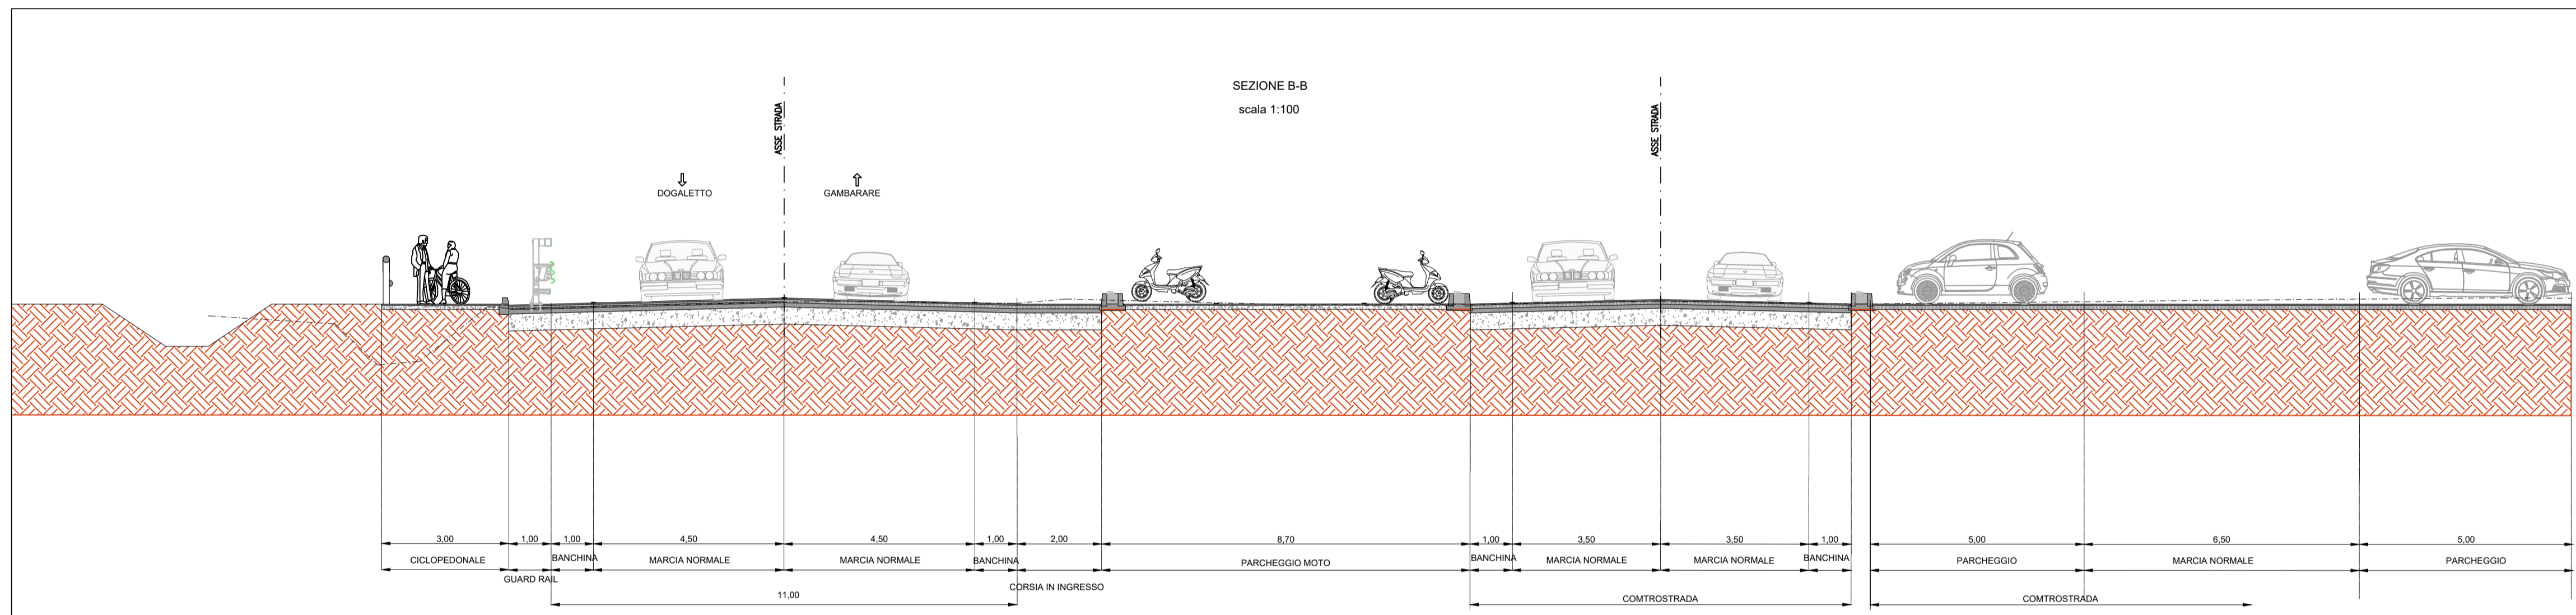 SEZIONE B-B
scala 1:100
ASSE STRADA
ASSE STRADA
DOGALETTO
GAMBARARE
3,00 1,00 1,00 4,50 4,50 1,00 2,00 8,70 1,00 3,50 3,50 1,00 5,00 6,50 5,00
CICLOPEDONALE BANCHINA MARCIA NORMALE MARCIA NORMALE BANCHINA PARCHEGGIO MOTO BANCHINA MARCIA NORMALE MARCIA NORMALE BANCHINA PARCHEGGIO MARCIA NORMALE PARCHEGGIO
GUARD RAIL CORSIA IN INGRESSO
11,00 COMTROSTRADA COMTROSTRADA